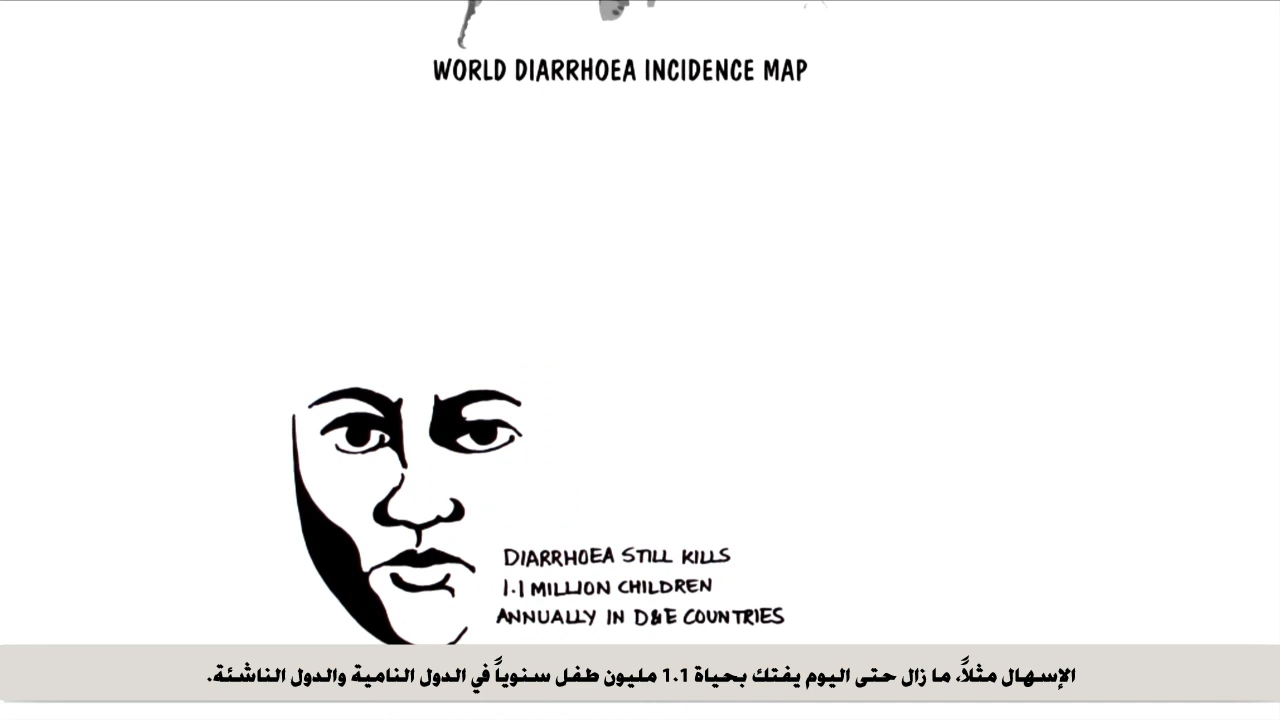 WORLD DIARRHOEA INCIDENCE MAP
DIARRHOEA STILL KILLS
1.1 MILLION CHILDREN
ANNUALLY IN D&E COUNTRIES
الإسهال مثلاً، ما زال حتى اليوم يفتك بحياة 1.1 مليون طفل سنوياً في الدول النامية والدول الناشئة.